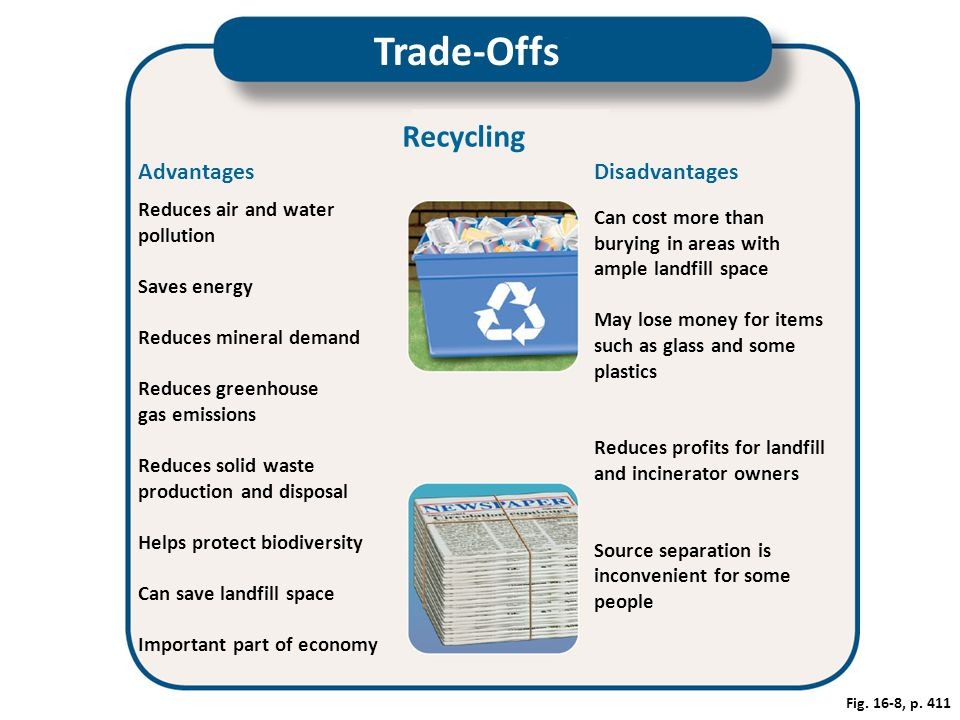 Trade-Offs
Recycling
Advantages
Reduces air and water
pollution
Saves energy
Reduces mineral demand
Reduces greenhouse
gas emissions
Reduces solid waste
production and disposal
Helps protect biodiversity
Can save landfill space
Important part of economy
NEWSPAPER
Circulation continues
Disadvantages
Can cost more than
burying in areas with
ample landfill space
May lose money for items
such as glass and some
plastics
Reduces profits for landfill
and incinerator owners
Source separation is
inconvenient for some
people
Fig. 16-8, p. 411